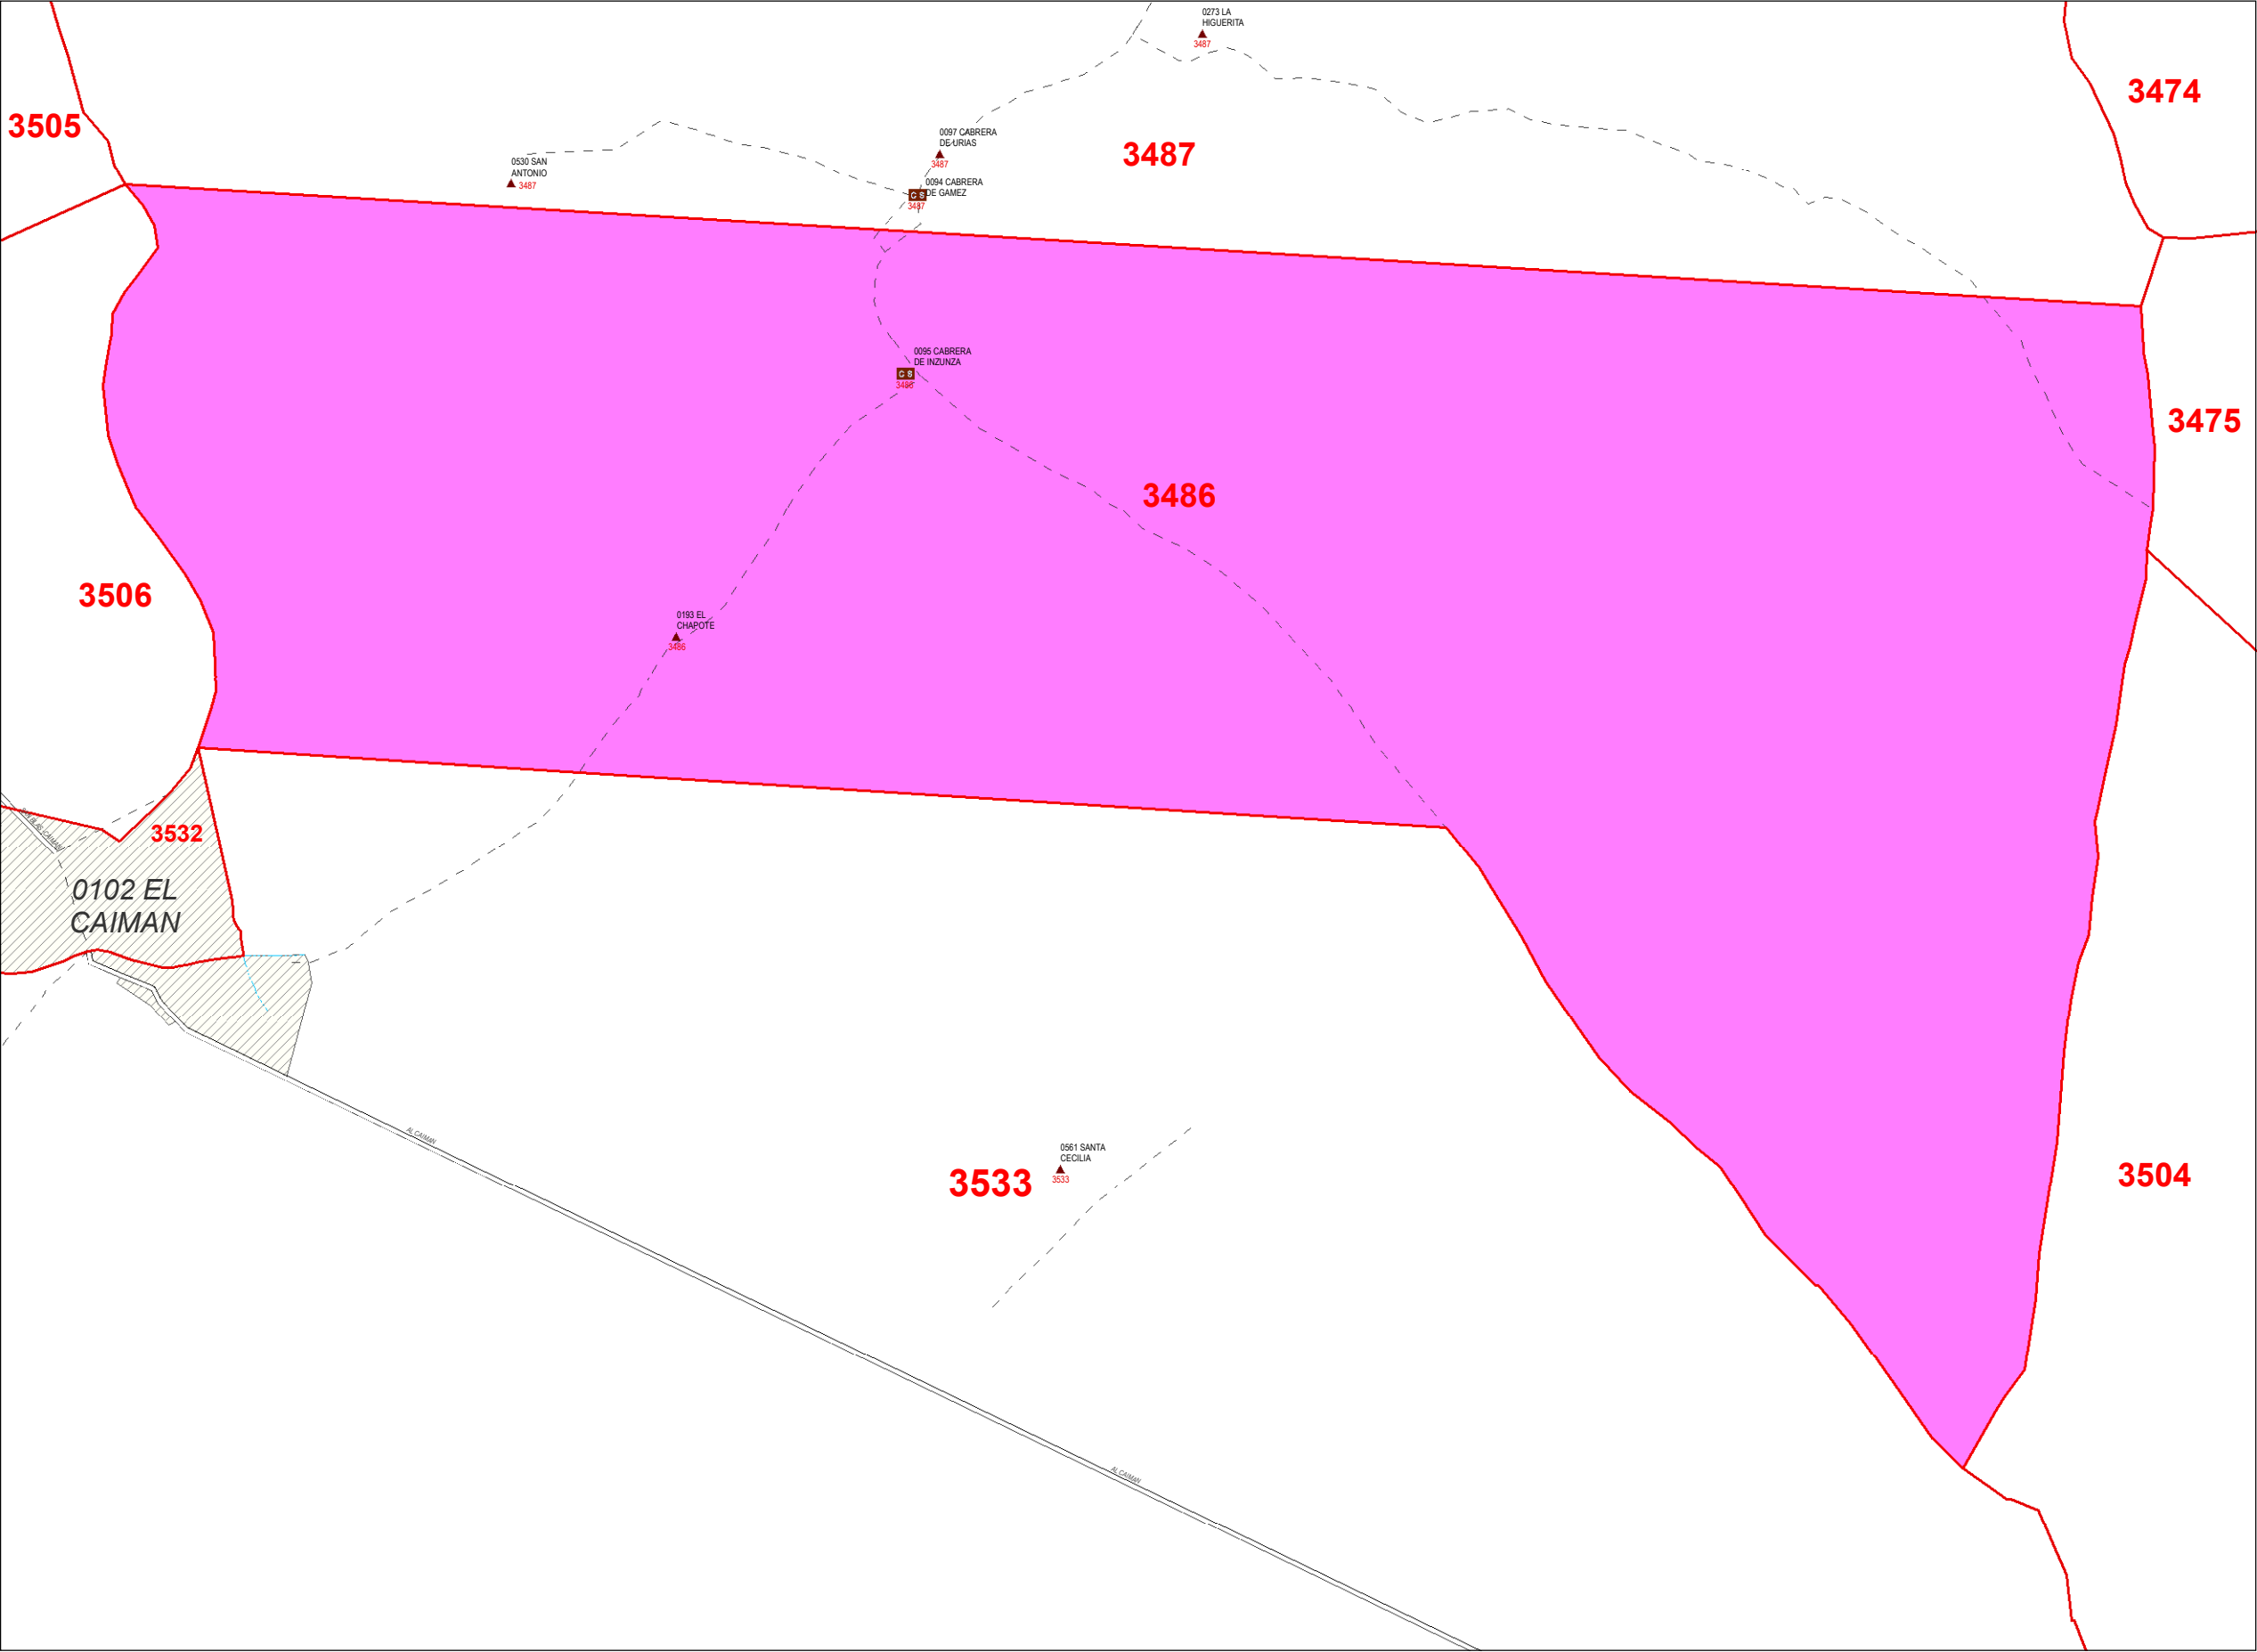 0273 LA
HIGUERITA
3487
3474
3505
0097 CABRERA
DE URIAS
3487
3487
0530 SAN
ANTONIO
3487
0094 CABRERA
DE GAMEZ
C S
3487
0095 CABRERA
DE INZUNZA
C S
3486
3475
3486
3506
0193 EL
CHAPOTE
3486
3532
0102 EL
CAIMAN
AL CAIMAN
0561 SANTA
CECILIA
3533
3533
3504
AL CAIMAN